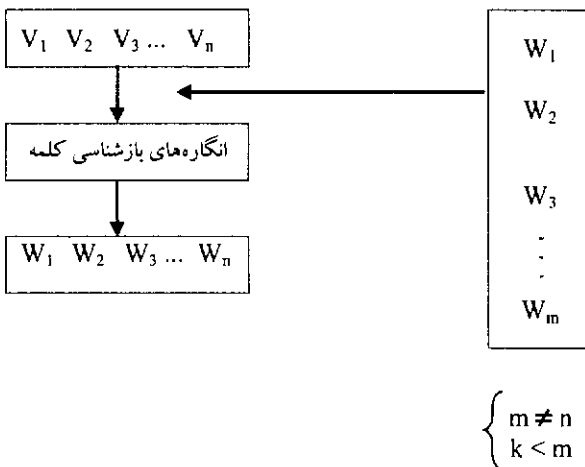 V₁ V₂ V₃ ... Vₙ
انگاره‌های بازشناسی کلمه
W₁ W₂ W₃ ... Wₙ
W₁
W₂
W₃
.
.
.
Wₘ
m ≠ n
k < m